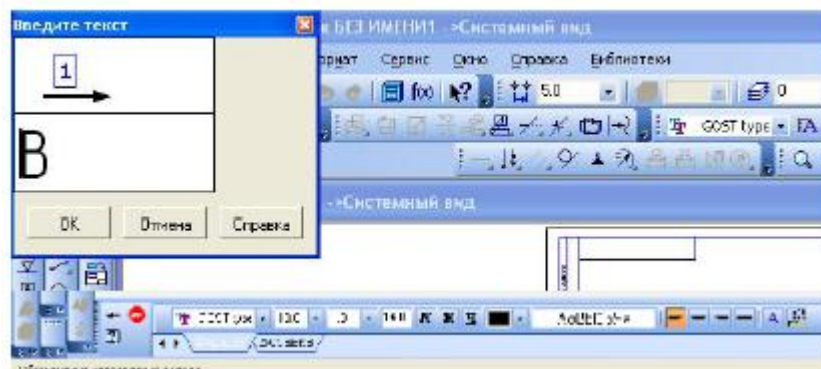 Введите текст
БЕЗ ИМЕНИ1 ->Системный вид
Сервис Окно Справка Библиотеки
1
f(x) 5.0 0
GOST type
В
->Системный вид
OK Отмена Справка